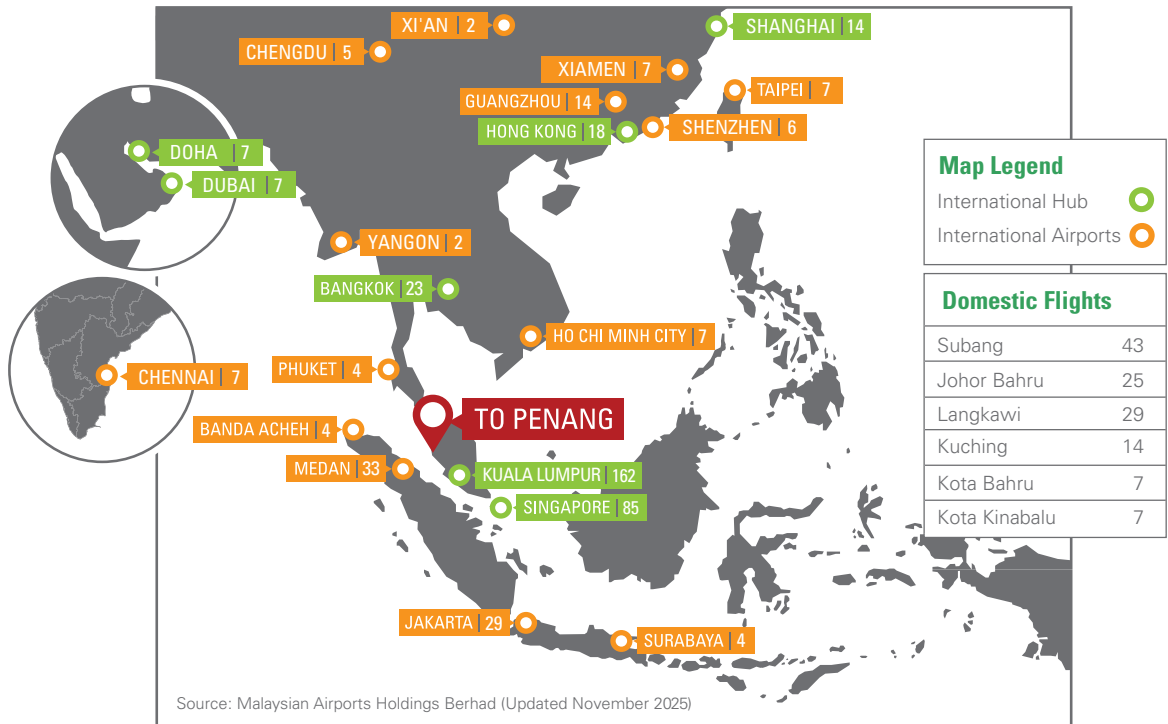 XI'AN | 2
SHANGHAI | 14
CHENGDU | 5
XIAMEN | 7
TAIPEI | 7
GUANGZHOU | 14
HONG KONG | 18
SHENZHEN | 6
DOHA | 7
DUBAI | 7
YANGON | 2
BANGKOK | 23
HO CHI MINH CITY | 7
PHUKET | 4
CHENNAI | 7
TO PENANG
BANDA ACHEH | 4
MEDAN | 33
KUALA LUMPUR | 162
SINGAPORE | 85
JAKARTA | 29
SURABAYA | 4
Map Legend
International Hub
International Airports
Domestic Flights
Subang 43
Johor Bahru 25
Langkawi 29
Kuching 14
Kota Bahru 7
Kota Kinabalu 7
Source: Malaysian Airports Holdings Berhad (Updated November 2025)